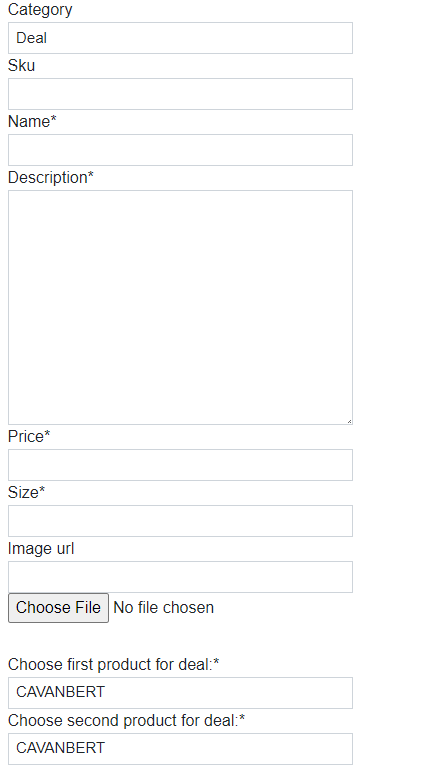 Category
Deal
Sku
Name*
Description*
Price*
Size*
Image url
Choose File No file chosen
Choose first product for deal:*
CAVANBERT
Choose second product for deal:*
CAVANBERT